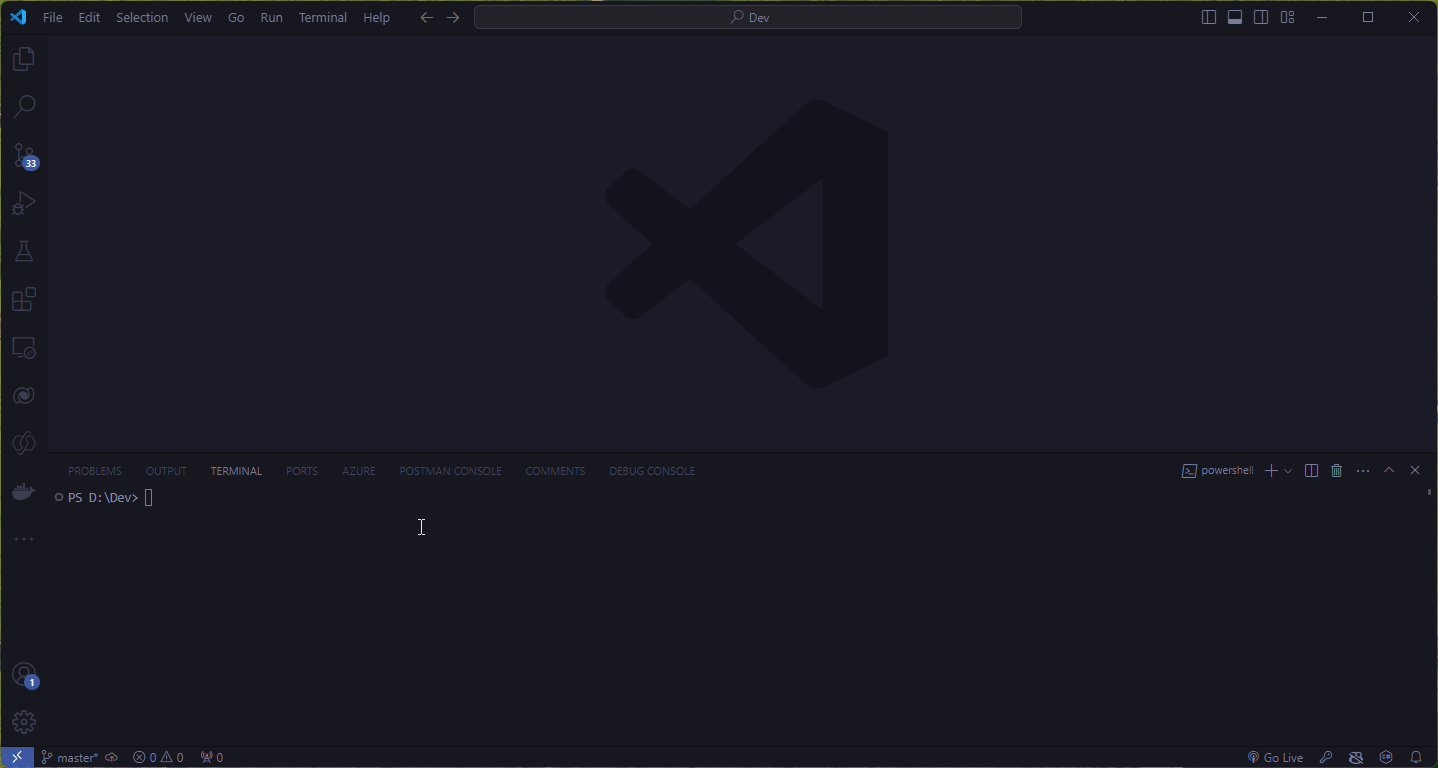 File Edit Selection View Go Run Terminal Help Dev
33
PROBLEMS OUTPUT TERMINAL PORTS AZURE POSTMAN CONSOLE COMMENTS DEBUG CONSOLE powershell
PS D:\Dev>
1
master* 0 0 0 Go Live